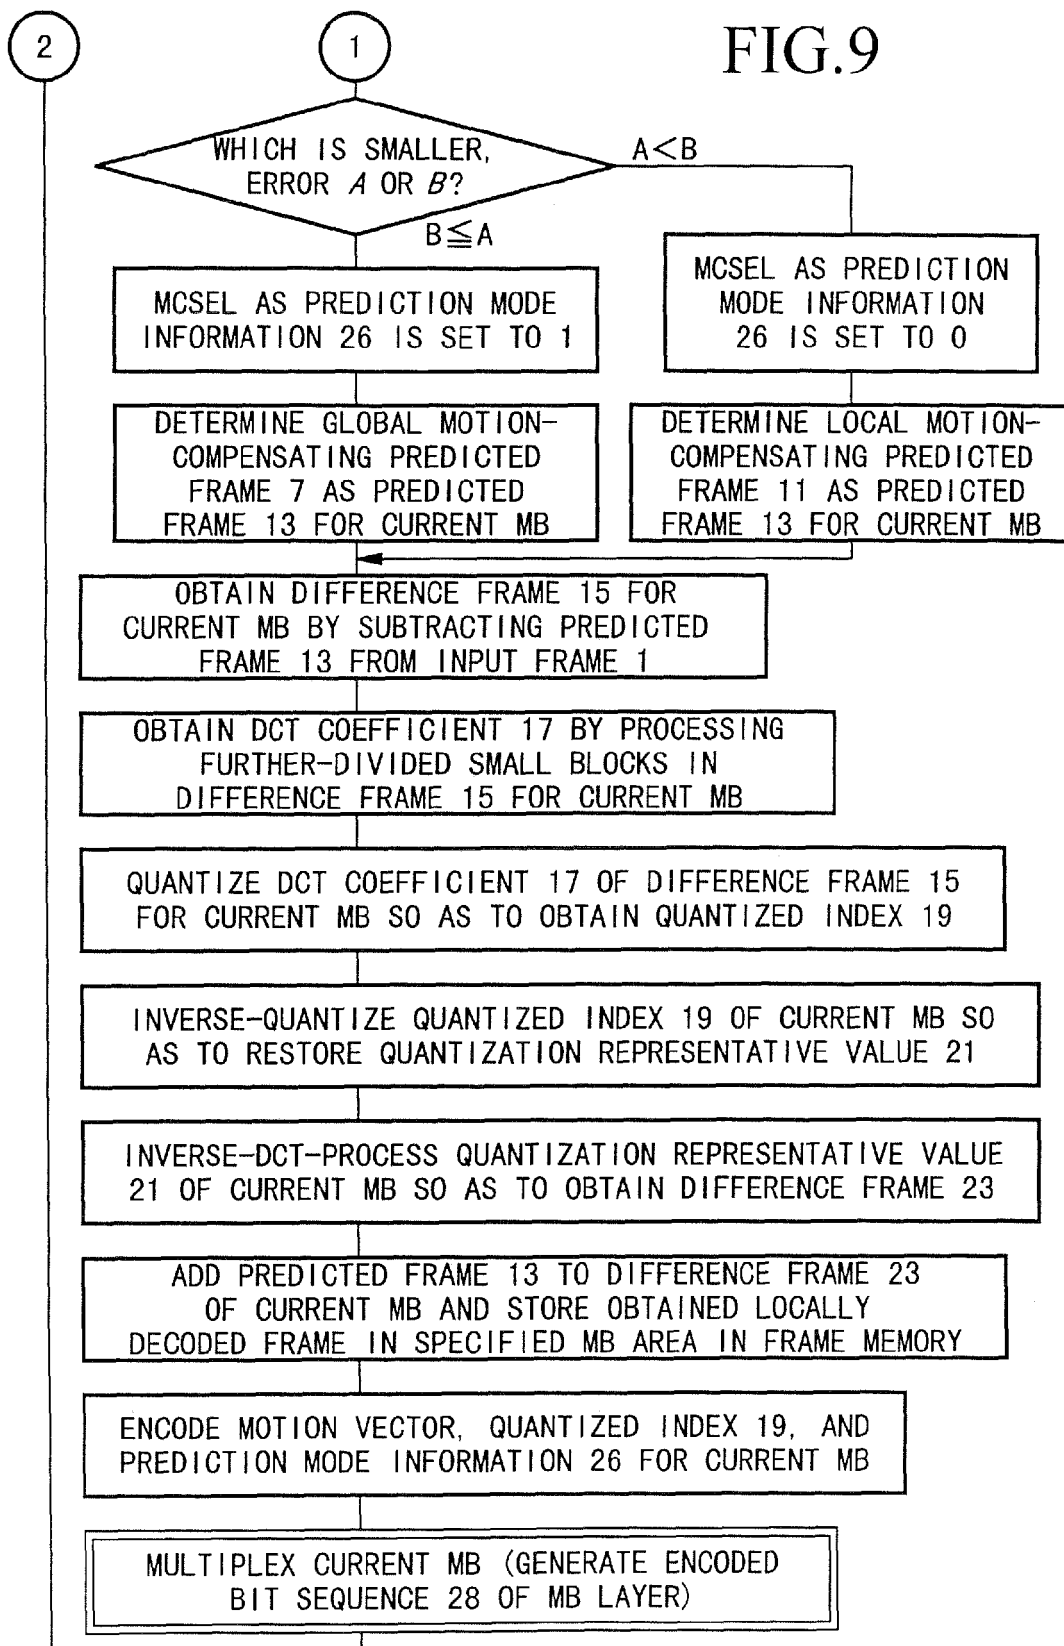 2
1
FIG.9
WHICH IS SMALLER,
ERROR A OR B?
A<B
B≦A
MCSEL AS PREDICTION MODE
INFORMATION 26 IS SET TO 1
MCSEL AS PREDICTION
MODE INFORMATION
26 IS SET TO 0
DETERMINE GLOBAL MOTION-
COMPENSATING PREDICTED
FRAME 7 AS PREDICTED
FRAME 13 FOR CURRENT MB
DETERMINE LOCAL MOTION-
COMPENSATING PREDICTED
FRAME 11 AS PREDICTED
FRAME 13 FOR CURRENT MB
OBTAIN DIFFERENCE FRAME 15 FOR
CURRENT MB BY SUBTRACTING PREDICTED
FRAME 13 FROM INPUT FRAME 1
OBTAIN DCT COEFFICIENT 17 BY PROCESSING
FURTHER-DIVIDED SMALL BLOCKS IN
DIFFERENCE FRAME 15 FOR CURRENT MB
QUANTIZE DCT COEFFICIENT 17 OF DIFFERENCE FRAME 15
FOR CURRENT MB SO AS TO OBTAIN QUANTIZED INDEX 19
INVERSE-QUANTIZE QUANTIZED INDEX 19 OF CURRENT MB SO
AS TO RESTORE QUANTIZATION REPRESENTATIVE VALUE 21
INVERSE-DCT-PROCESS QUANTIZATION REPRESENTATIVE VALUE
21 OF CURRENT MB SO AS TO OBTAIN DIFFERENCE FRAME 23
ADD PREDICTED FRAME 13 TO DIFFERENCE FRAME 23
OF CURRENT MB AND STORE OBTAINED LOCALLY
DECODED FRAME IN SPECIFIED MB AREA IN FRAME MEMORY
ENCODE MOTION VECTOR, QUANTIZED INDEX 19, AND
PREDICTION MODE INFORMATION 26 FOR CURRENT MB
MULTIPLEX CURRENT MB (GENERATE ENCODED
BIT SEQUENCE 28 OF MB LAYER)